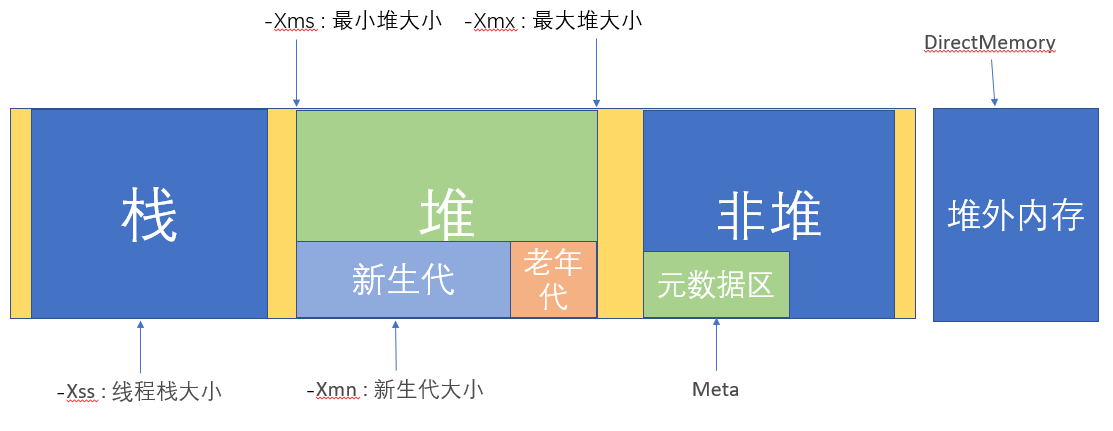 -Xms : 最小堆大小
-Xmx : 最大堆大小
DirectMemory
栈
堆
非堆
堆外内存
新生代
老年
代
元数据区
-Xss : 线程栈大小
-Xmn : 新生代大小
Meta